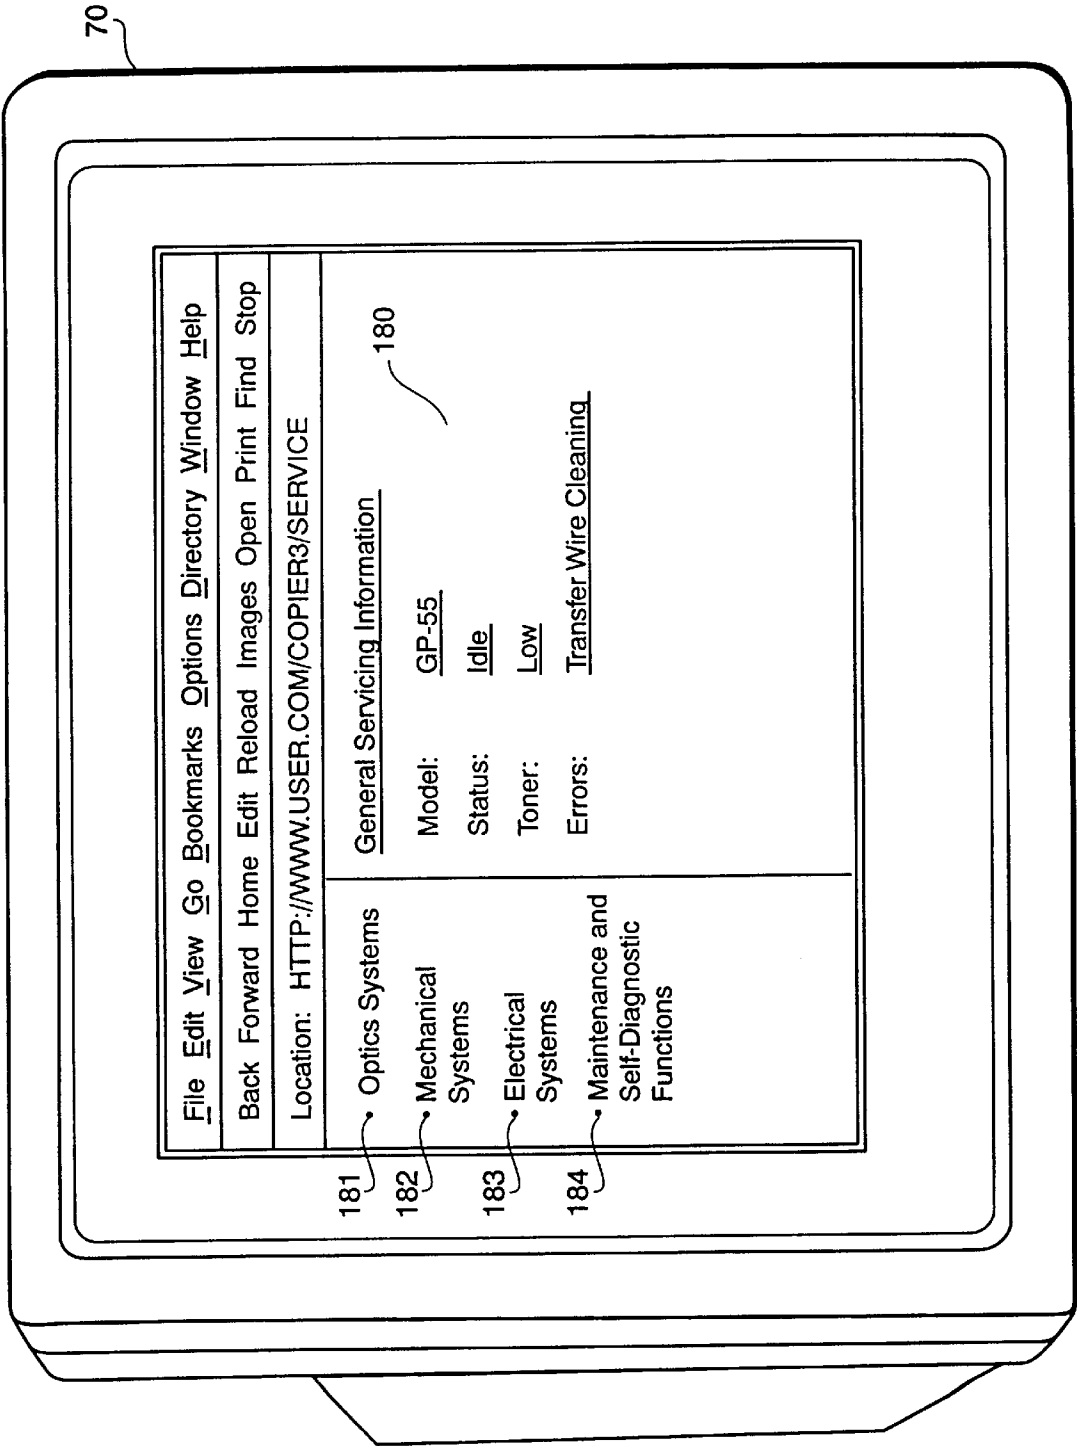 70
File Edit View Go Bookmarks Options Directory Window Help
Back Forward Home Edit Reload Images Open Print Find Stop
Location: HTTP://WWW.USER.COM/COPIER3/SERVICE
181
• Optics Systems
182
• Mechanical
Systems
183
• Electrical
Systems
184
• Maintenance and
Self-Diagnostic
Functions
General Servicing Information
180
Model: GP-55
Status: Idle
Toner: Low
Errors: Transfer Wire Cleaning